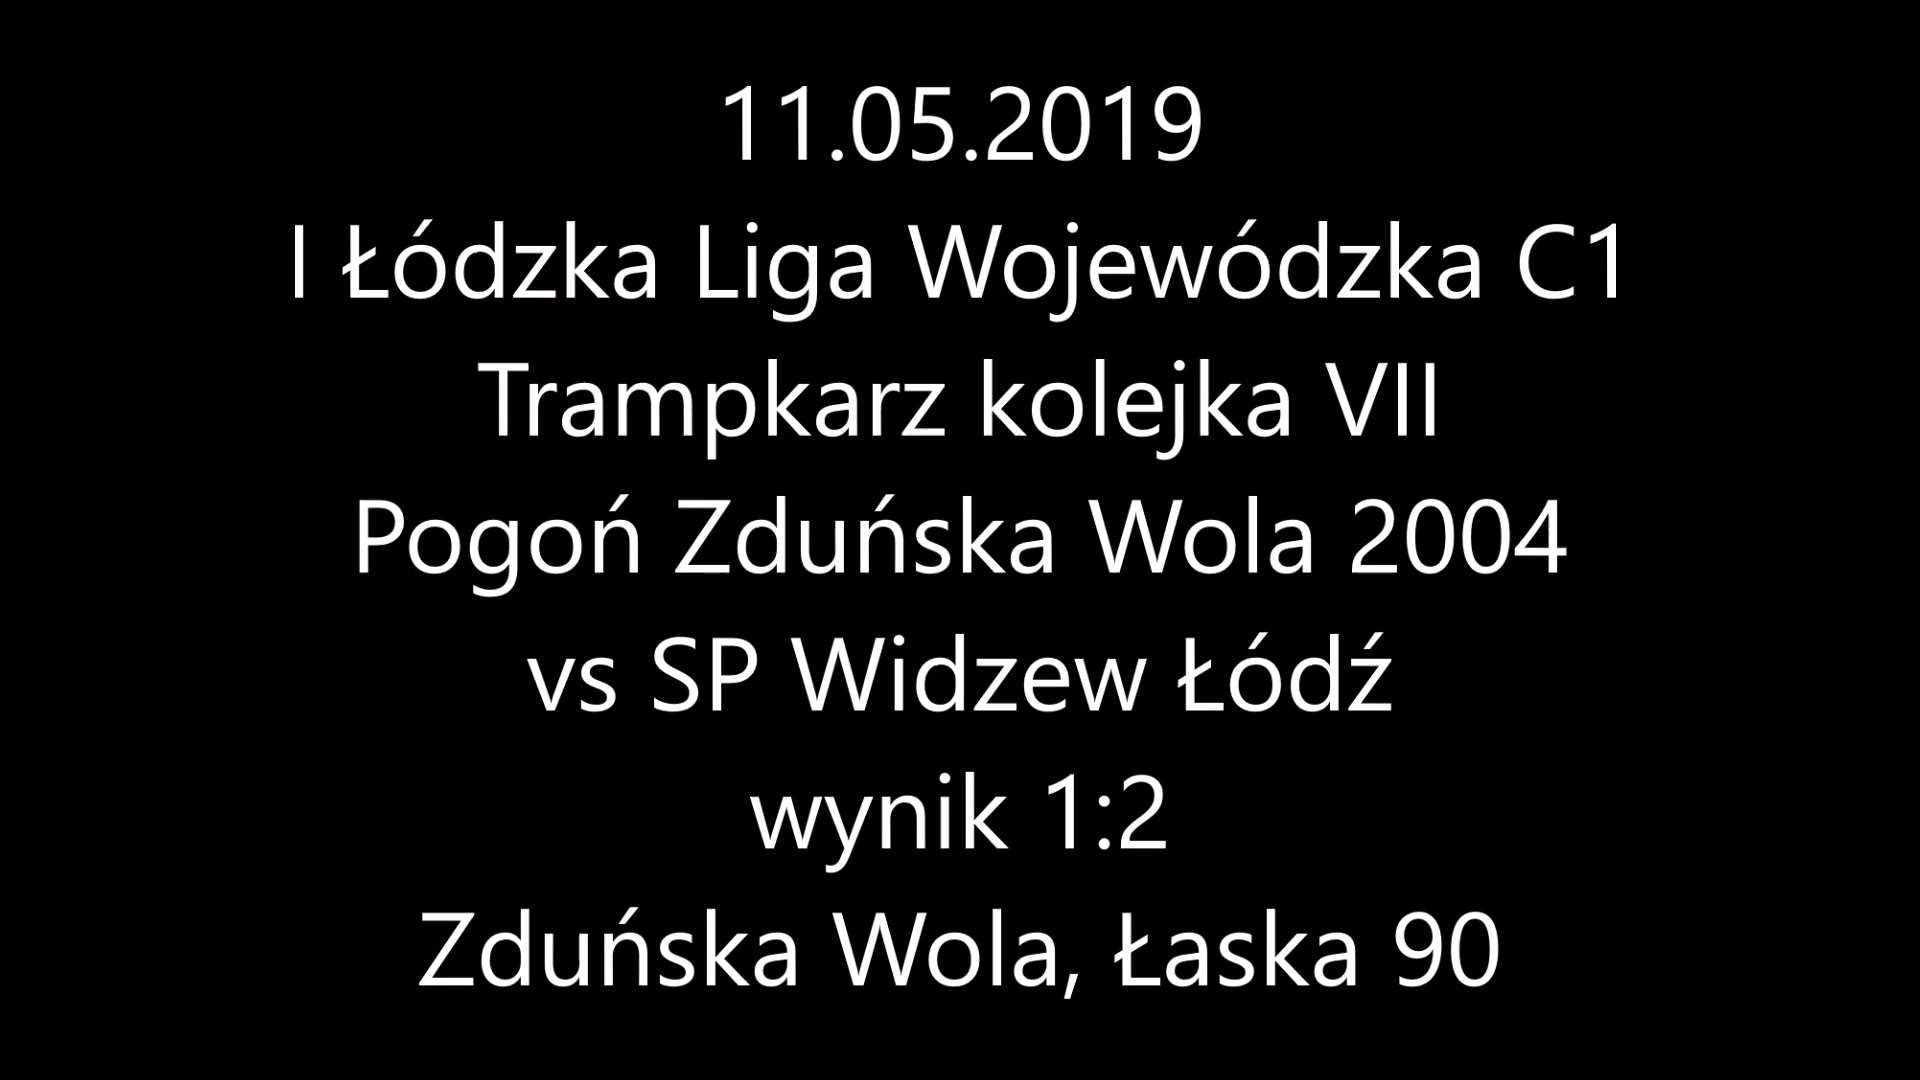 11.05.2019
I Łódzka Liga Wojewódzka C1
Trampkarz kolejka VII
Pogoń Zduńska Wola 2004
vs SP Widzew Łódź
wynik 1:2
Zduńska Wola, Łaska 90